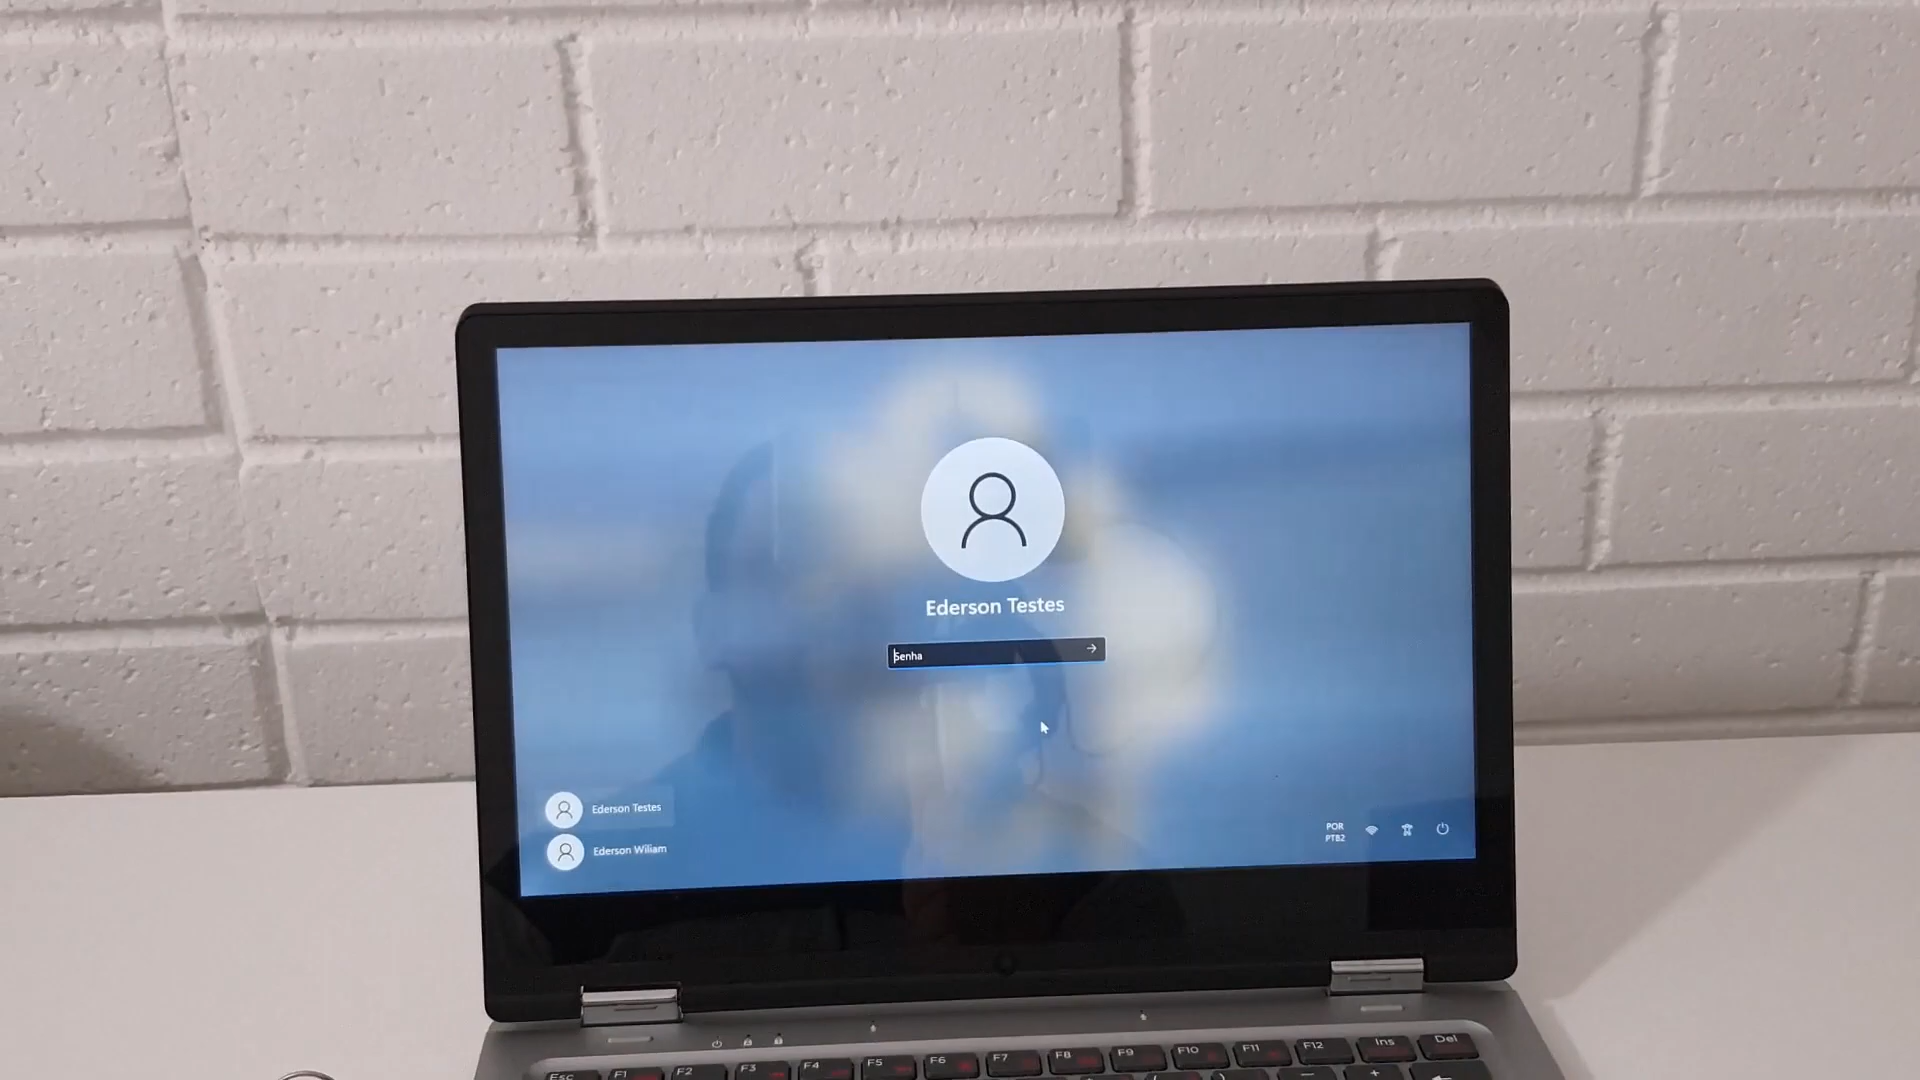 Ederson Testes
Senha
Ederson Testes
Ederson Wiliam
POR
PTB2
Esc F1 F2 F3 F4 F5 F6 F7 F8 F9 F10 F11 F12 Ins Del